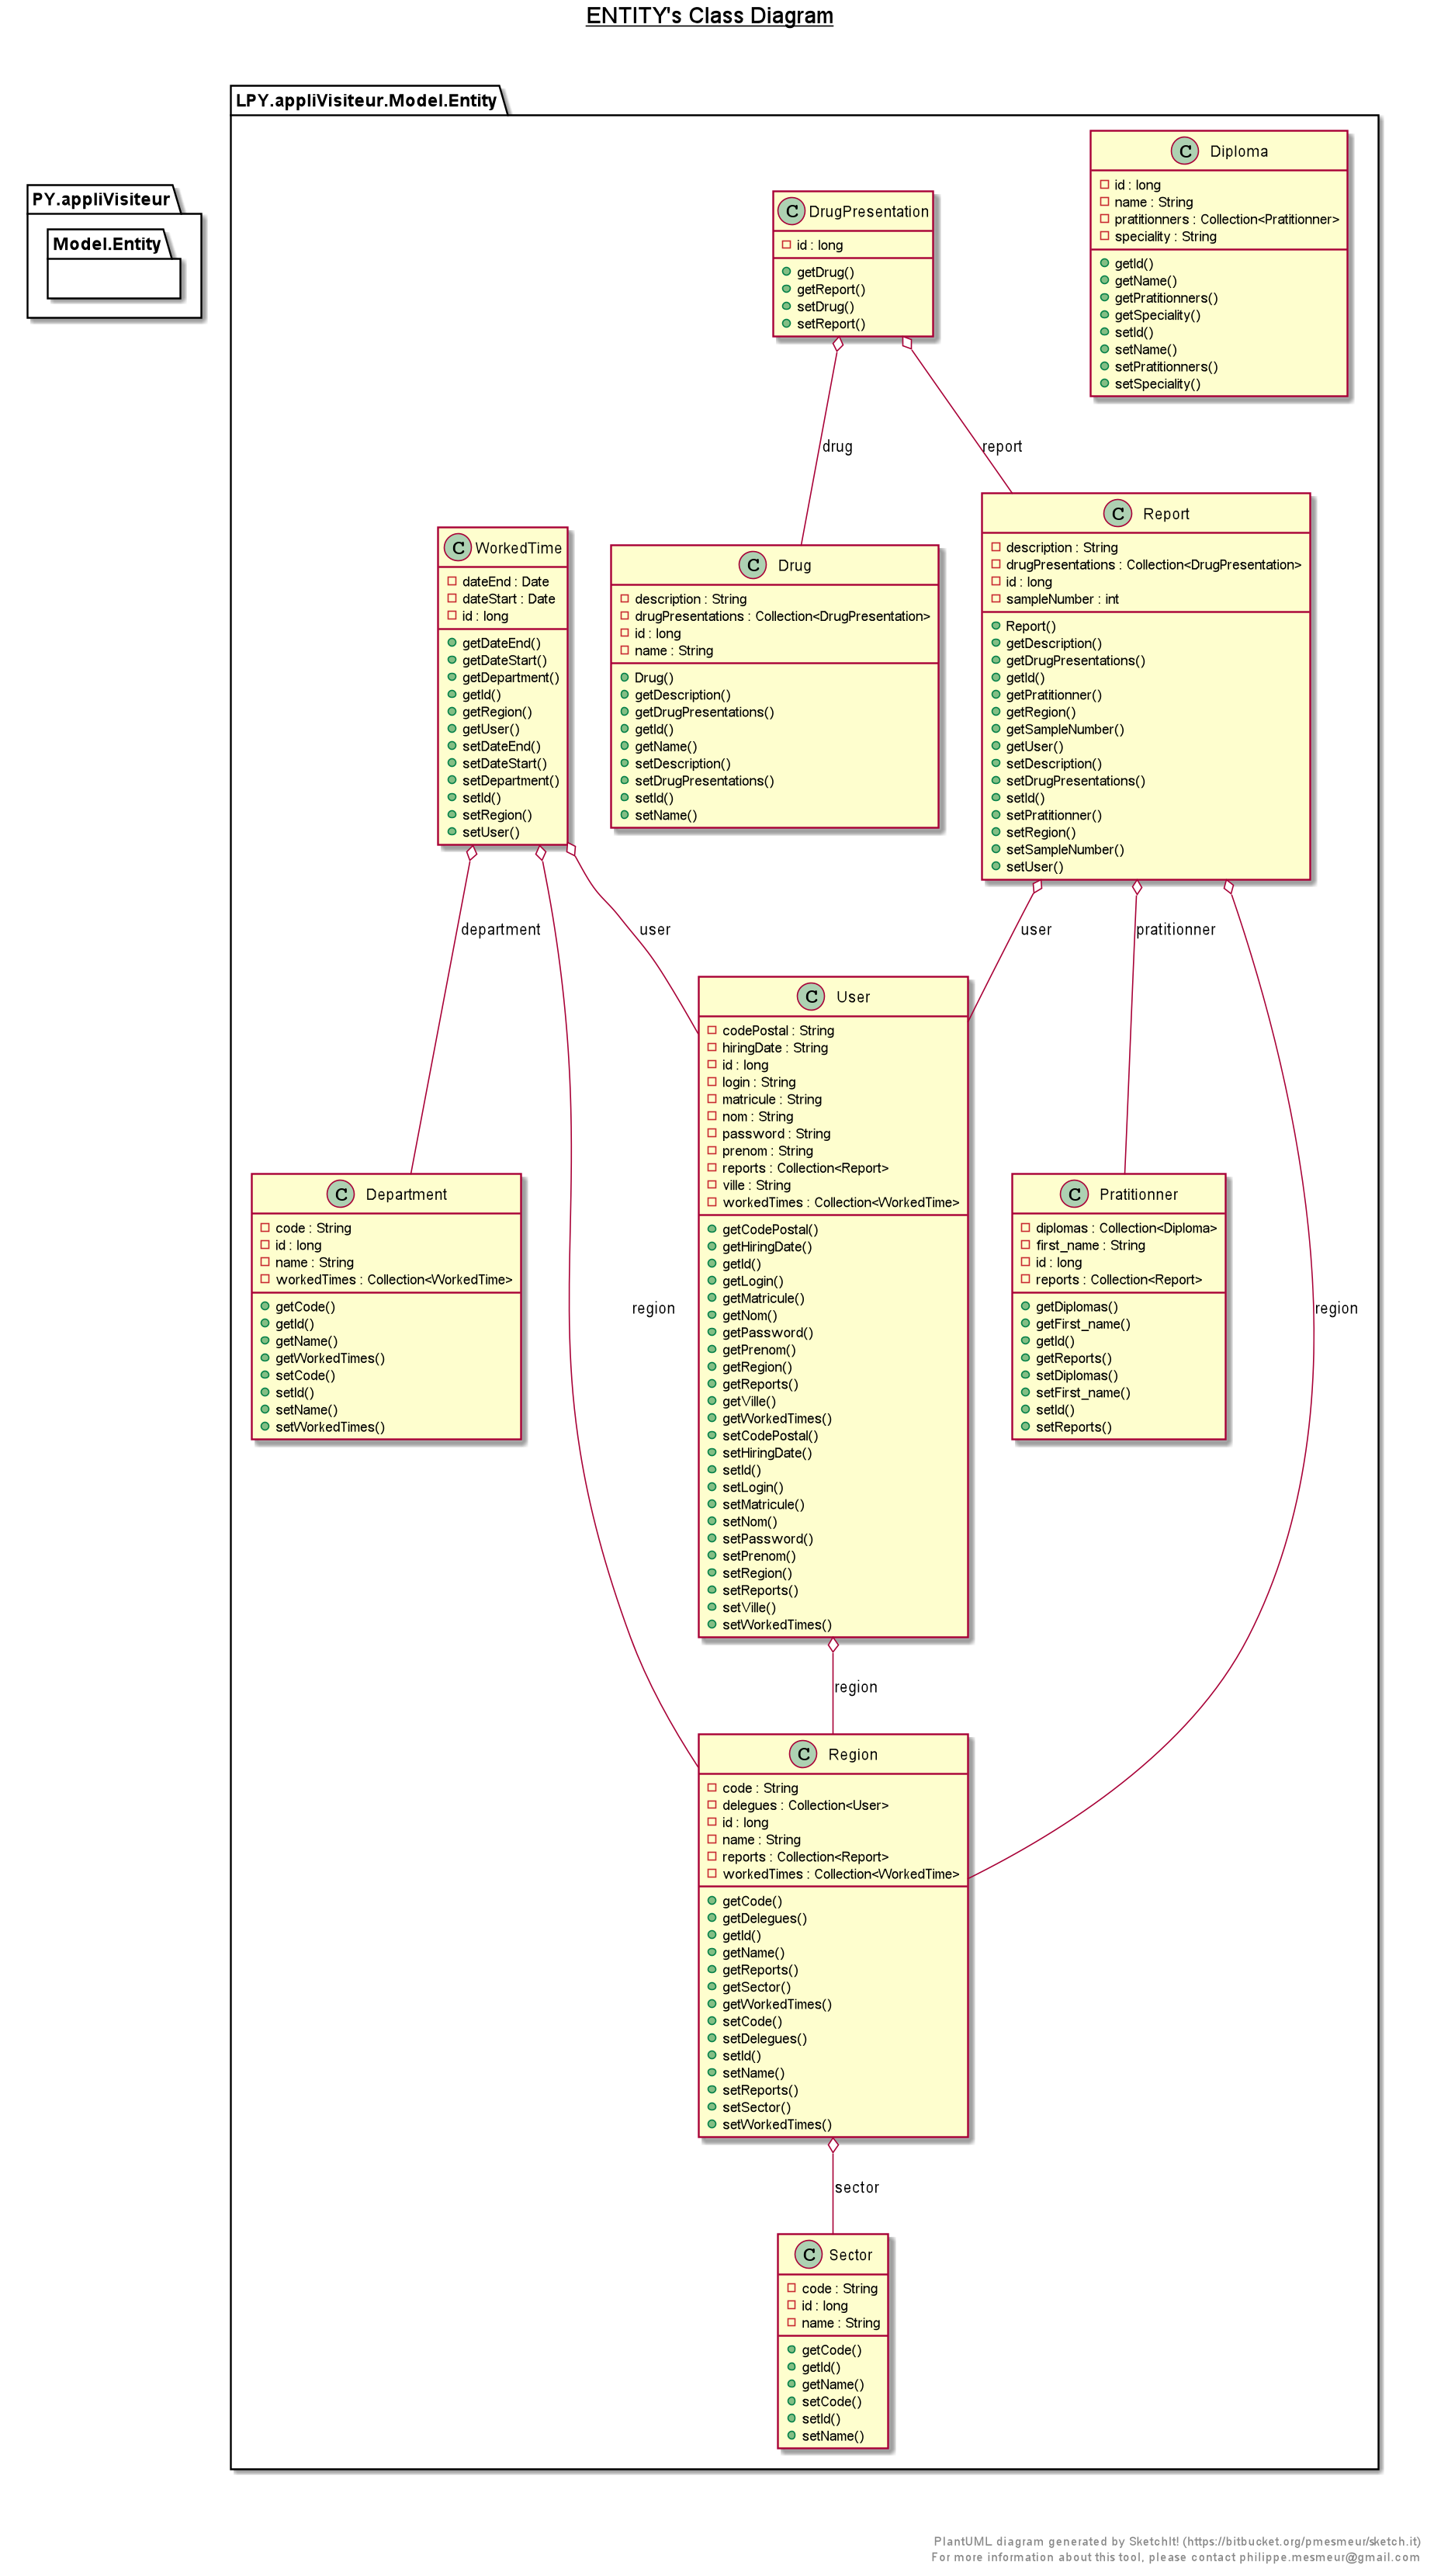 ENTITY's Class Diagram
LPY.appliVisiteur.Model.Entity
PY.appliVisiteur
Model.Entity
C Diploma
id : long
name : String
pratitionners : Collection<Pratitionner>
speciality : String
getId()
getName()
getPratitionners()
getSpeciality()
setId()
setName()
setPratitionners()
setSpeciality()
C DrugPresentation
id : long
getDrug()
getReport()
setDrug()
setReport()
drug
report
C WorkedTime
dateEnd : Date
dateStart : Date
id : long
getDateEnd()
getDateStart()
getDepartment()
getId()
getRegion()
getUser()
setDateEnd()
setDateStart()
setDepartment()
setId()
setRegion()
setUser()
C Drug
description : String
drugPresentations : Collection<DrugPresentation>
id : long
name : String
Drug()
getDescription()
getDrugPresentations()
getId()
getName()
setDescription()
setDrugPresentations()
setId()
setName()
C Report
description : String
drugPresentations : Collection<DrugPresentation>
id : long
sampleNumber : int
Report()
getDescription()
getDrugPresentations()
getId()
getPratitionner()
getRegion()
getSampleNumber()
getUser()
setDescription()
setDrugPresentations()
setId()
setPratitionner()
setRegion()
setSampleNumber()
setUser()
department
user
user
pratitionner
C User
codePostal : String
hiringDate : String
id : long
login : String
matricule : String
nom : String
password : String
prenom : String
reports : Collection<Report>
ville : String
workedTimes : Collection<WorkedTime>
getCodePostal()
getHiringDate()
getId()
getLogin()
getMatricule()
getNom()
getPassword()
getPrenom()
getRegion()
getReports()
getVille()
getWorkedTimes()
setCodePostal()
setHiringDate()
setId()
setLogin()
setMatricule()
setNom()
setPassword()
setPrenom()
setRegion()
setReports()
setVille()
setWorkedTimes()
C Department
code : String
id : long
name : String
workedTimes : Collection<WorkedTime>
getCode()
getId()
getName()
getWorkedTimes()
setCode()
setId()
setName()
setWorkedTimes()
region
C Pratitionner
diplomas : Collection<Diploma>
first_name : String
id : long
reports : Collection<Report>
getDiplomas()
getFirst_name()
getId()
getReports()
setDiplomas()
setFirst_name()
setId()
setReports()
region
region
C Region
code : String
delegues : Collection<User>
id : long
name : String
reports : Collection<Report>
workedTimes : Collection<WorkedTime>
getCode()
getDelegues()
getId()
getName()
getReports()
getSector()
getWorkedTimes()
setCode()
setDelegues()
setId()
setName()
setReports()
setSector()
setWorkedTimes()
sector
C Sector
code : String
id : long
name : String
getCode()
getId()
getName()
setCode()
setId()
setName()
PlantUML diagram generated by SketchIt! (https://bitbucket.org/pmesmeur/sketch.it)
For more information about this tool, please contact philippe.mesmeur@gmail.com